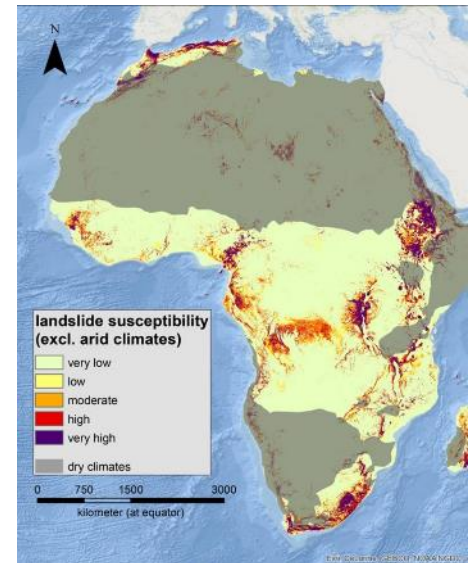 N
landslide susceptibility
(excl. arid climates)
very low
low
moderate
high
very high
dry climates
0 750 1500 3000
kilometer (at equator)